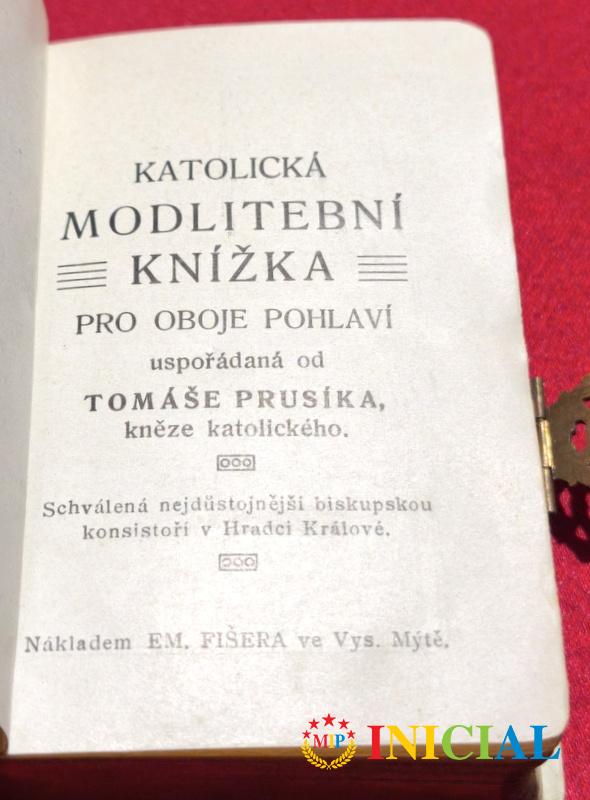 KATOLICKÁ
MODLITEBNÍ
KNÍŽKA
PRO OBOJE POHLAVÍ
uspořádaná od
TOMÁŠE PRUSÍKA,
kněze katolického.
Schválená nejdůstojnější biskupskou
konsistoří v Hradci Králové.
Nákladem EM. FIŠERA ve Vys. Mýtě.
MIP INICIAL